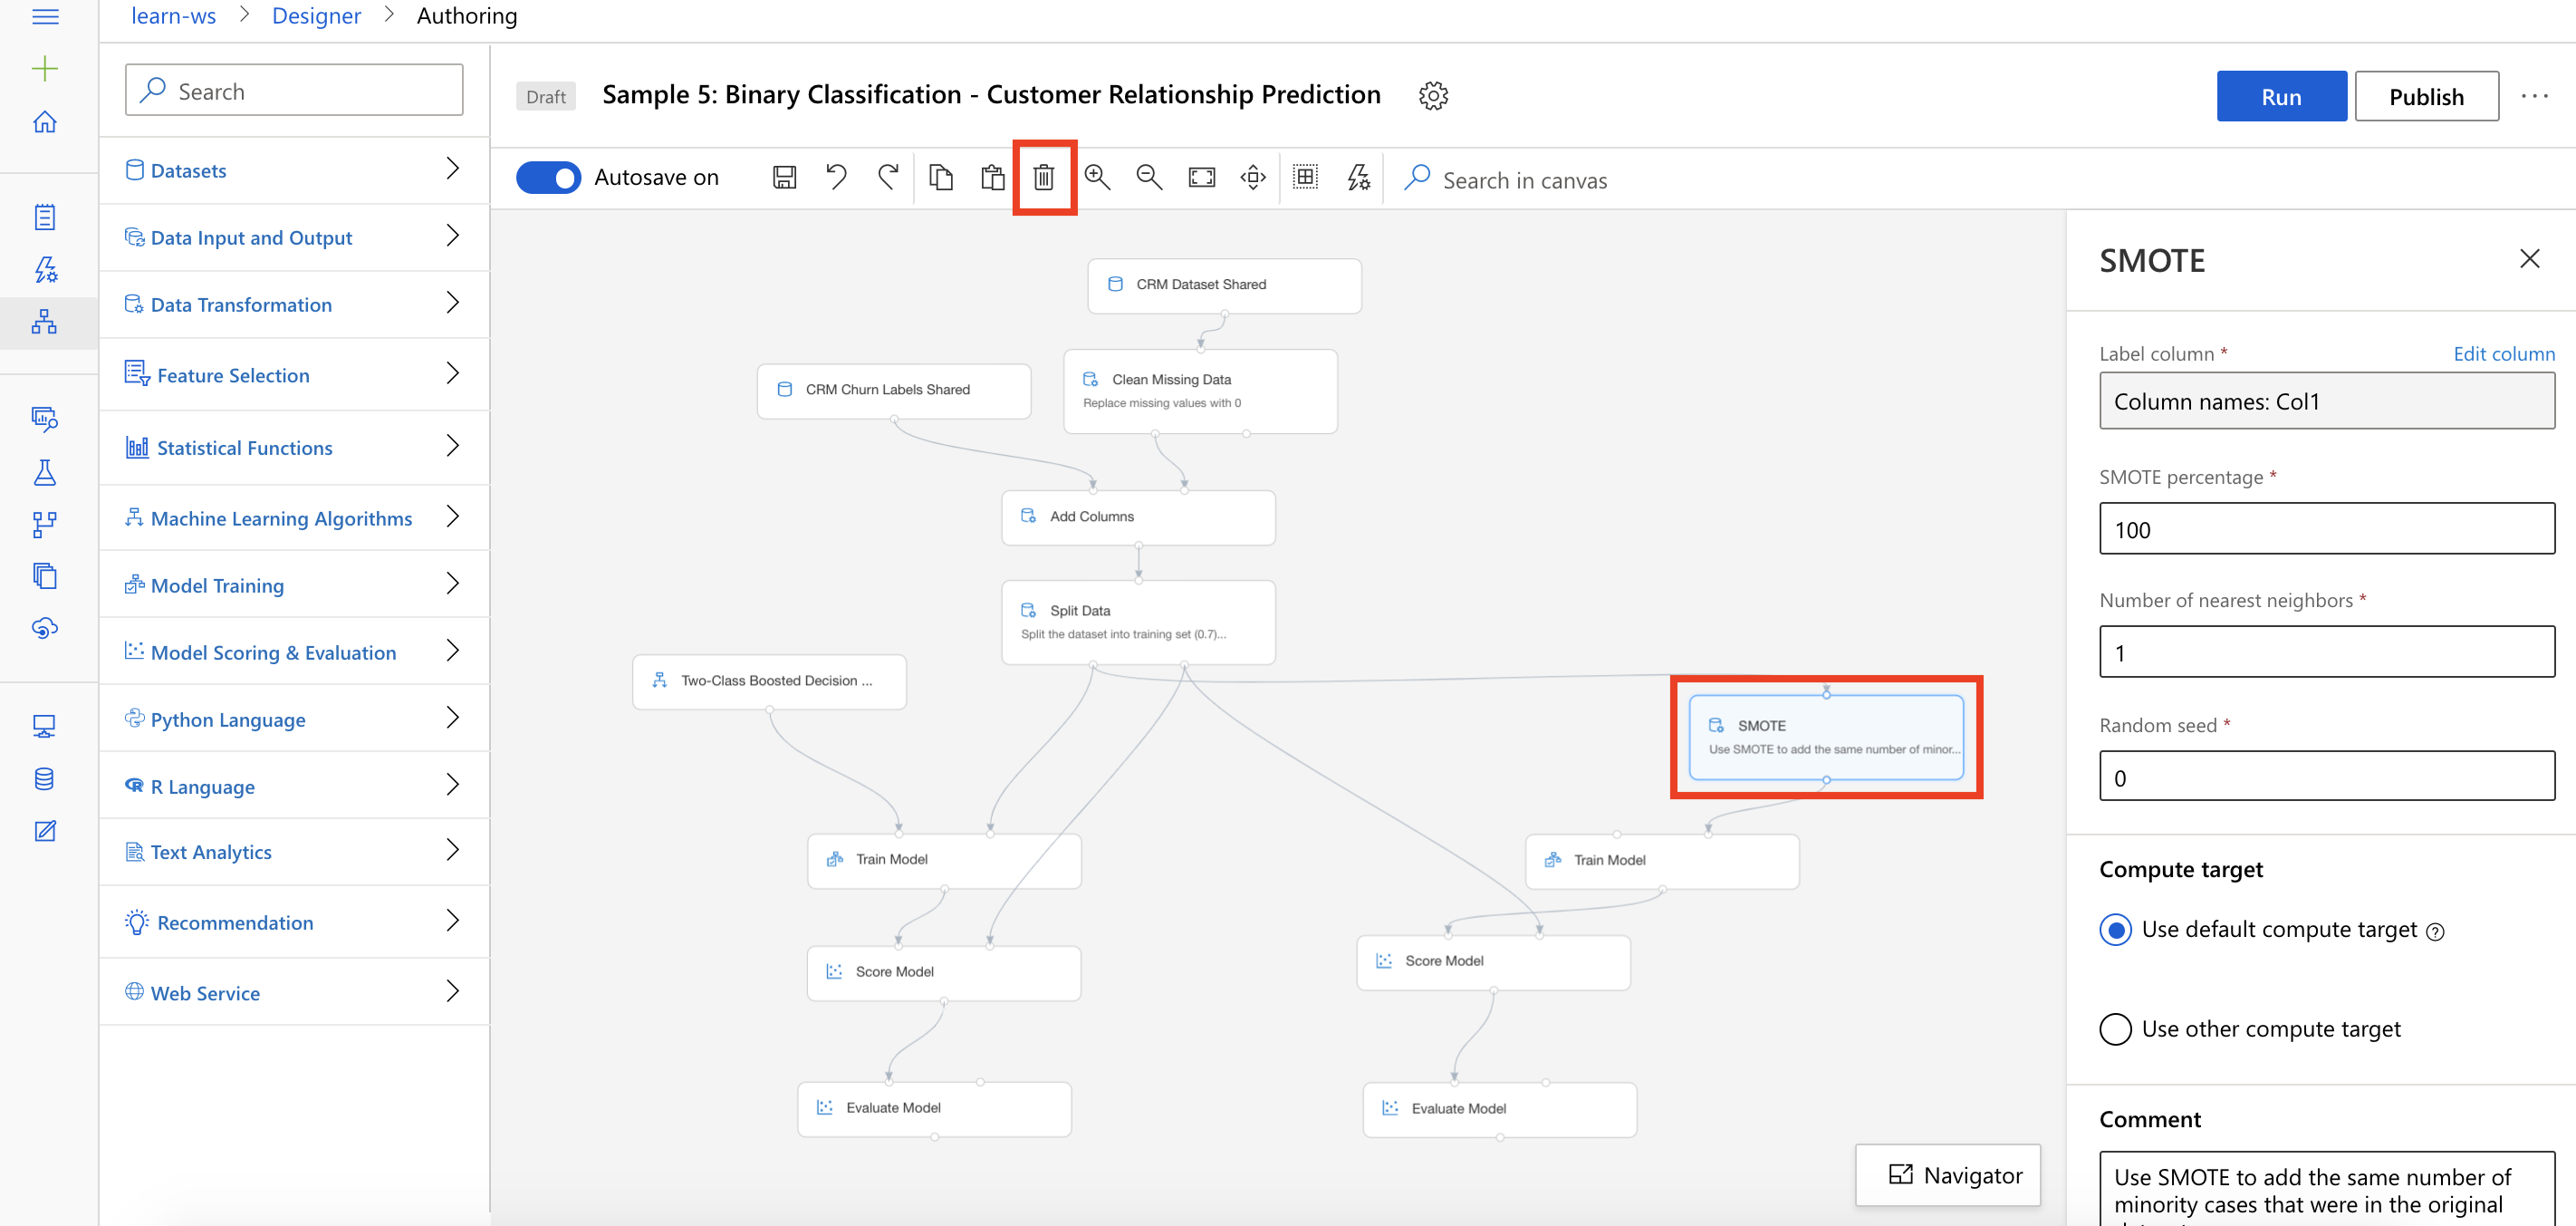 learn-ws > Designer > Authoring
Search
Draft
Sample 5: Binary Classification - Customer Relationship Prediction
Run
Publish
Autosave on
Search in canvas
Datasets
Data Input and Output
Data Transformation
Feature Selection
Statistical Functions
Machine Learning Algorithms
Model Training
Model Scoring & Evaluation
Python Language
R Language
Text Analytics
Recommendation
Web Service
CRM Dataset Shared
CRM Churn Labels Shared
Clean Missing Data
Replace missing values with 0
Add Columns
Split Data
Split the dataset into training set (0.7)...
Two-Class Boosted Decision ...
SMOTE
Use SMOTE to add the same number of minor...
Train Model
Train Model
Score Model
Score Model
Evaluate Model
Evaluate Model
Navigator
SMOTE
Label column *
Edit column
Column names: Col1
SMOTE percentage *
100
Number of nearest neighbors *
1
Random seed *
0
Compute target
Use default compute target
Use other compute target
Comment
Use SMOTE to add the same number of
minority cases that were in the original